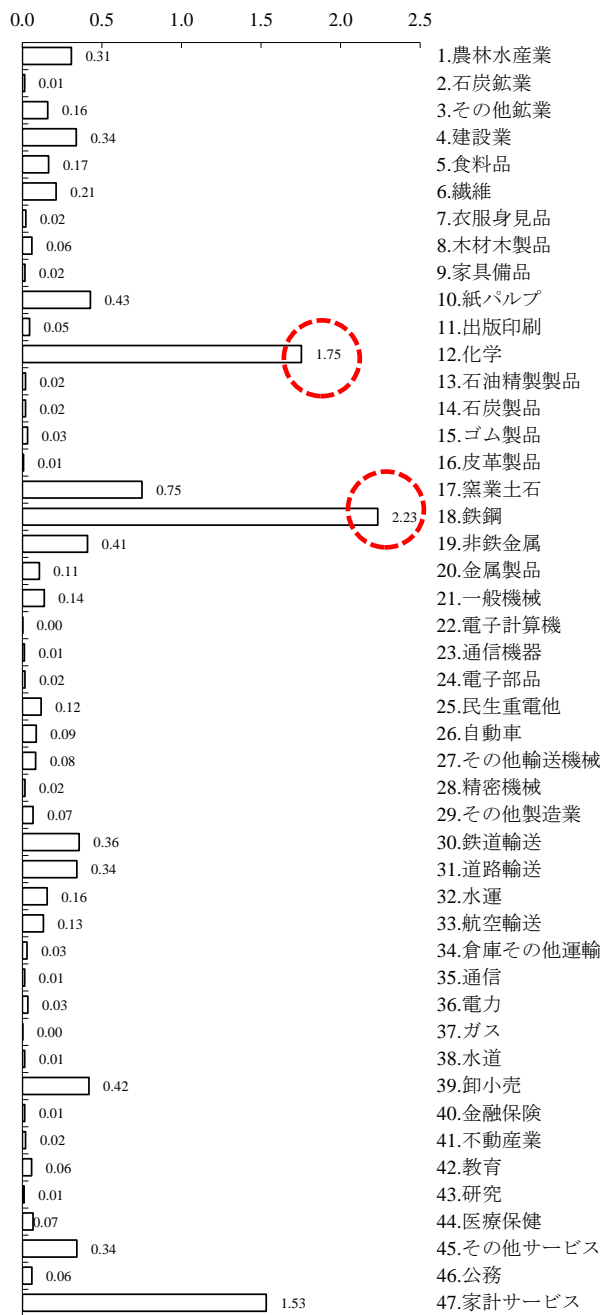 0.0 0.5 1.0 1.5 2.0 2.5
0.31 1.農林水産業
0.01 2.石炭鉱業
0.16 3.その他鉱業
0.34 4.建設業
0.17 5.食料品
0.21 6.繊維
0.02 7.衣服身見品
0.06 8.木材木製品
0.02 9.家具備品
0.43 10.紙パルプ
0.05 11.出版印刷
1.75 12.化学
0.02 13.石油精製製品
0.02 14.石炭製品
0.03 15.ゴム製品
0.01 16.皮革製品
0.75 17.窯業土石
2.23 18.鉄鋼
0.41 19.非鉄金属
0.11 20.金属製品
0.14 21.一般機械
0.00 22.電子計算機
0.01 23.通信機器
0.02 24.電子部品
0.12 25.民生重電他
0.09 26.自動車
0.08 27.その他輸送機械
0.02 28.精密機械
0.07 29.その他製造業
0.36 30.鉄道輸送
0.34 31.道路輸送
0.16 32.水運
0.13 33.航空輸送
0.03 34.倉庫その他運輸
0.01 35.通信
0.03 36.電力
0.00 37.ガス
0.01 38.水道
0.42 39.卸小売
0.01 40.金融保険
0.02 41.不動産業
0.06 42.教育
0.01 43.研究
0.07 44.医療保健
0.34 45.その他サービス
0.06 46.公務
1.53 47.家計サービス